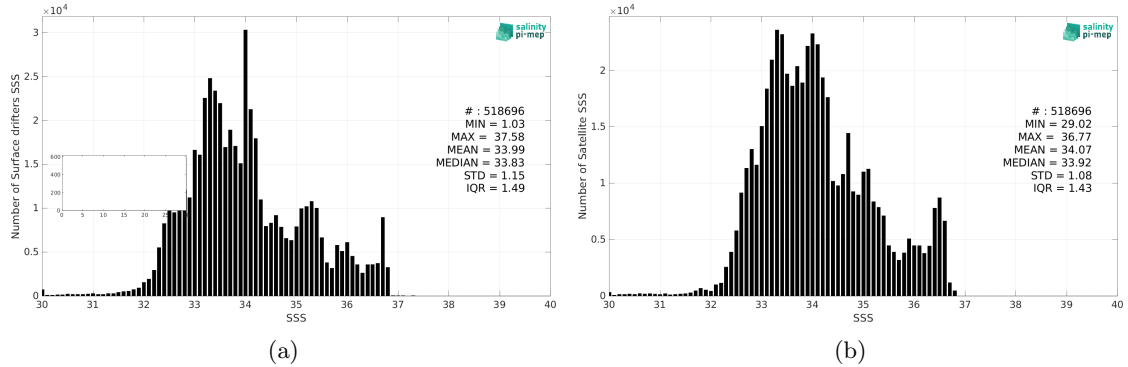 ×10^4
Number of Surface drifters SSS
3
2.5
2
1.5
1
0.5
0
salinity
pi-mep
# : 518696
MIN = 1.03
MAX = 37.58
MEAN = 33.99
MEDIAN = 33.83
STD = 1.15
IQR = 1.49
600
400
200
0
0 5 10 15 20 25
30 31 32 33 34 35 36 37 38 39 40
SSS
(a)
×10^4
Number of Satellite SSS
2
1.5
1
0.5
0
salinity
pi-mep
# : 518696
MIN = 29.02
MAX = 36.77
MEAN = 34.07
MEDIAN = 33.92
STD = 1.08
IQR = 1.43
30 31 32 33 34 35 36 37 38 39 40
SSS
(b)